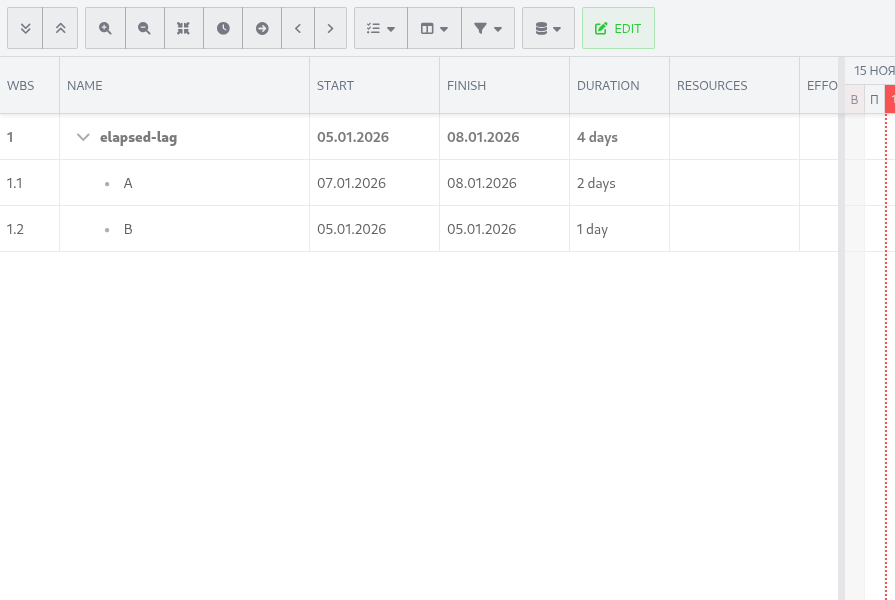 EDIT
WBS NAME START FINISH DURATION RESOURCES EFFO
15 НОЯ
В П 1
1 elapsed-lag 05.01.2026 08.01.2026 4 days
1.1 A 07.01.2026 08.01.2026 2 days
1.2 B 05.01.2026 05.01.2026 1 day